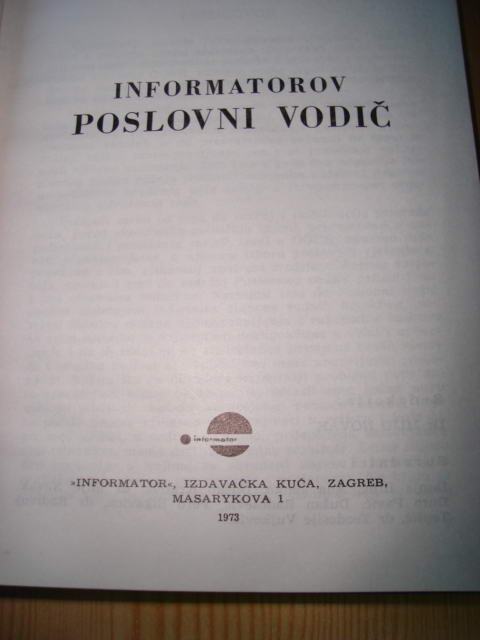 INFORMATOROV
POSLOVNI VODIČ
informator
»INFORMATOR«, IZDAVAČKA KUĆA, ZAGREB,
MASARYKOVA 1
1973